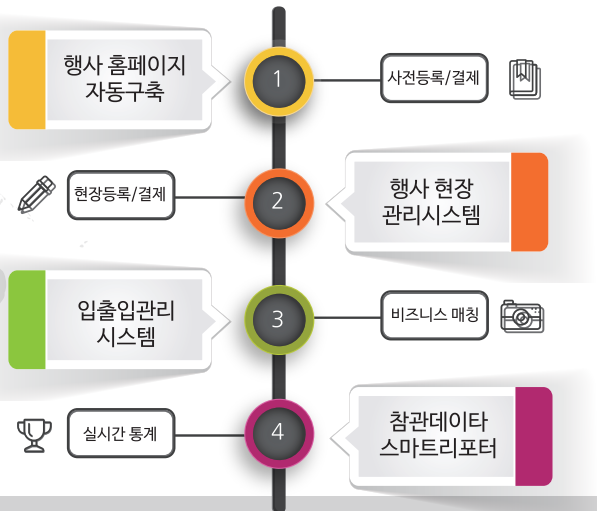 행사 홈페이지
자동구축
1
사전등록/결제
현장등록/결제
2
행사 현장
관리시스템
입출입관리
시스템
3
비즈니스 매칭
실시간 통계
4
참관데이타
스마트리포터